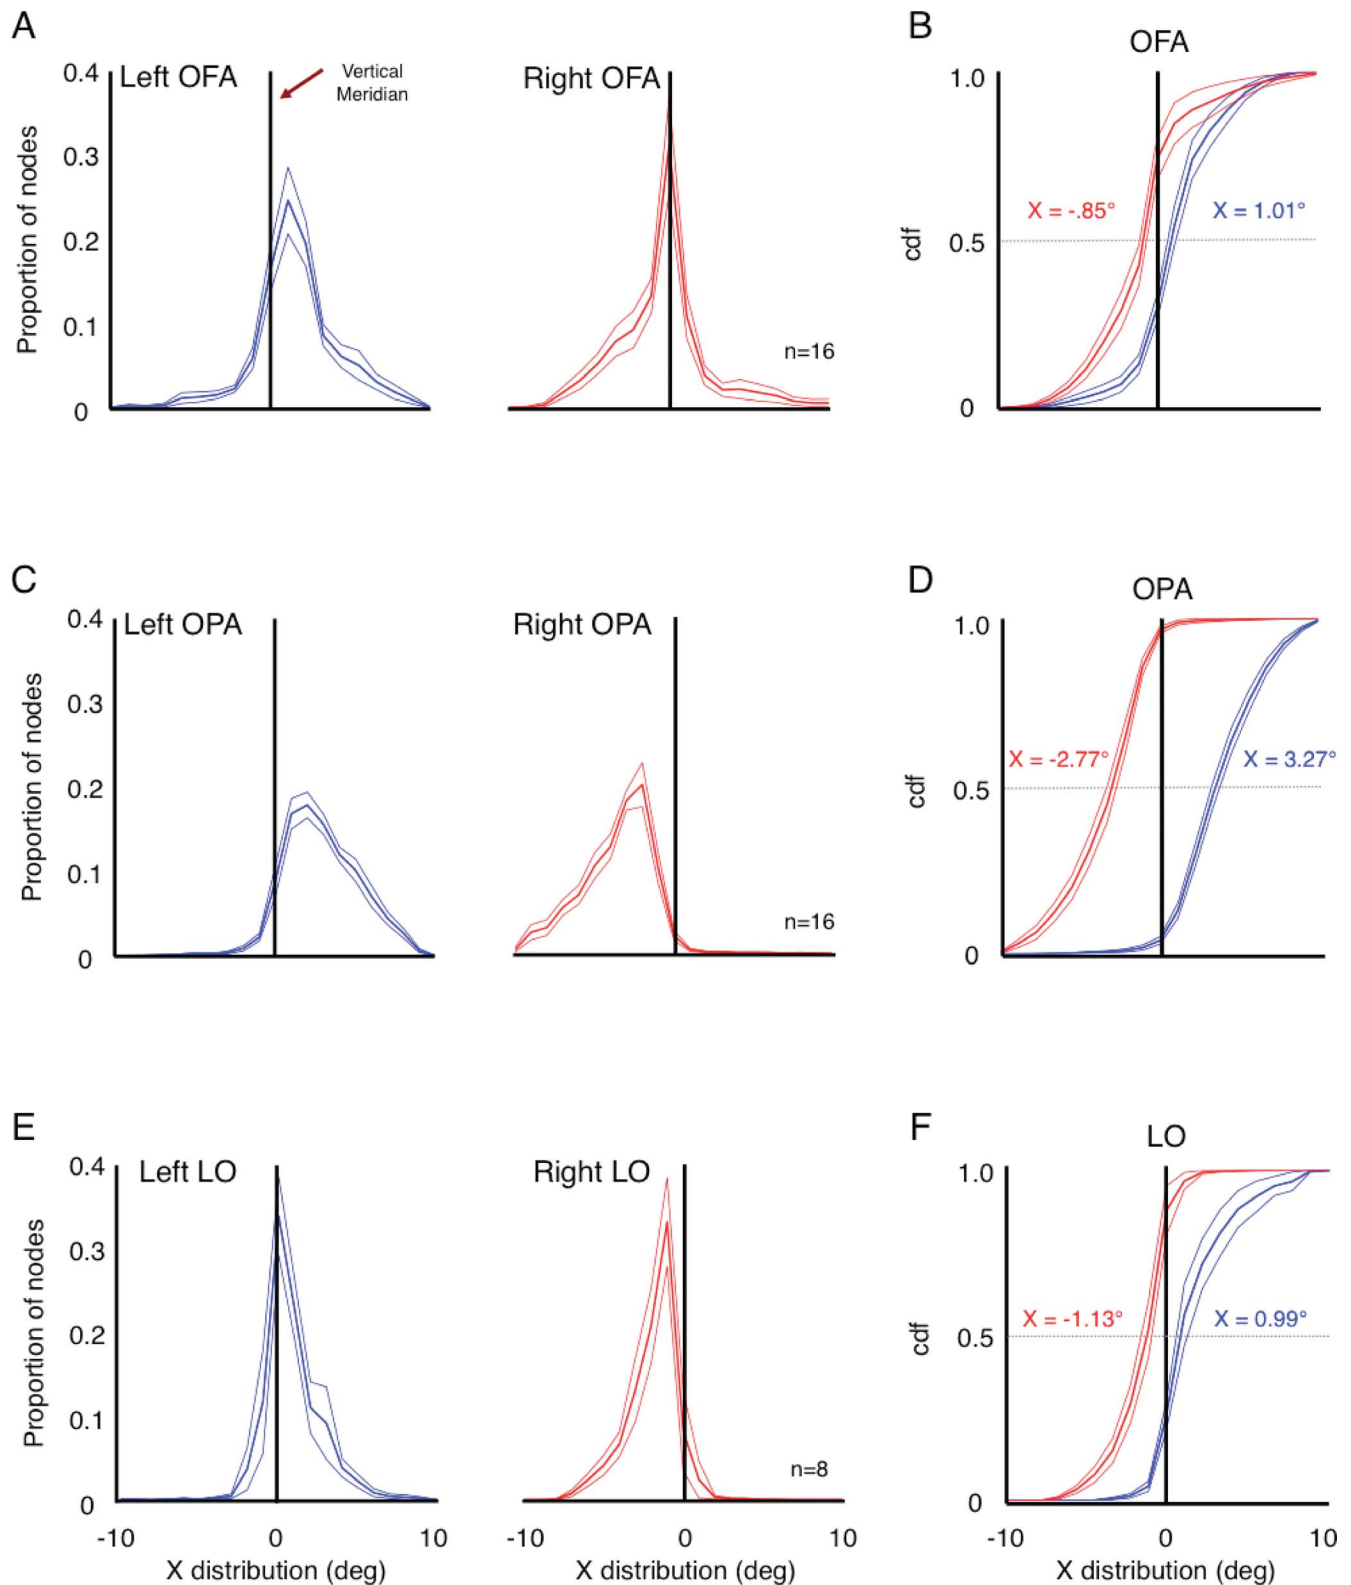 A
Left OFA
Vertical
Meridian
Right OFA
Proportion of nodes
0.4
0.3
0.2
0.1
0
n=16
B
OFA
cdf
1.0
0.5
0
X = -.85°
X = 1.01°
C
Left OPA
Right OPA
Proportion of nodes
0.4
0.3
0.2
0.1
0
n=16
D
OPA
cdf
1.0
0.5
0
X = -2.77°
X = 3.27°
E
Left LO
Right LO
Proportion of nodes
0.4
0.3
0.2
0.1
0
n=8
-10
0
10
X distribution (deg)
-10
0
10
X distribution (deg)
F
LO
cdf
1.0
0.5
0
X = -1.13°
X = 0.99°
-10
0
10
X distribution (deg)